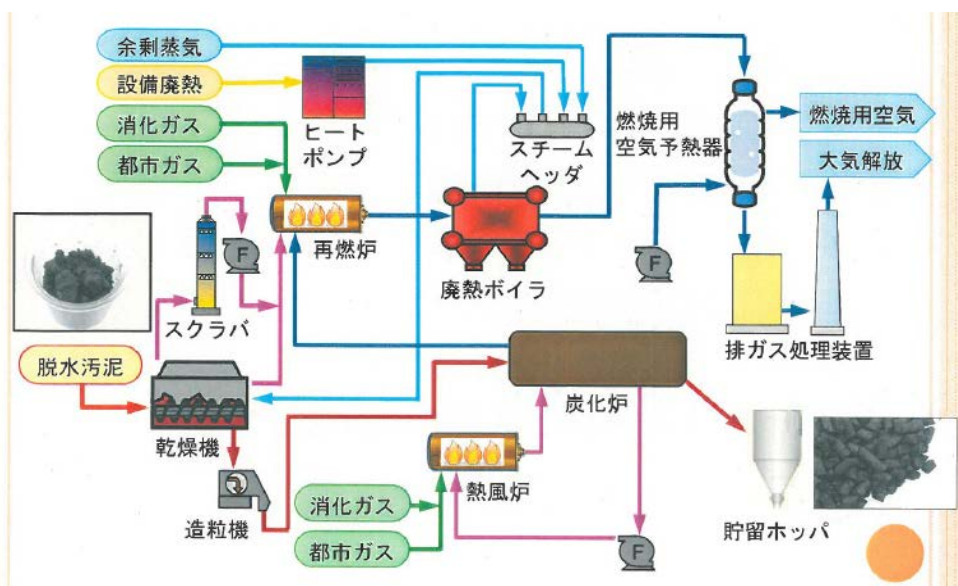 余剰蒸気
設備廃熱
消化ガス
都市ガス
ヒート
ポンプ
スチーム
ヘッダ
燃焼用
空気予熱器
燃焼用空気
大気解放
F
再燃炉
廃熱ボイラ
F
スクラバ
排ガス処理装置
脱水汚泥
乾燥機
炭化炉
造粒機
熱風炉
消化ガス
都市ガス
F
貯留ホッパ